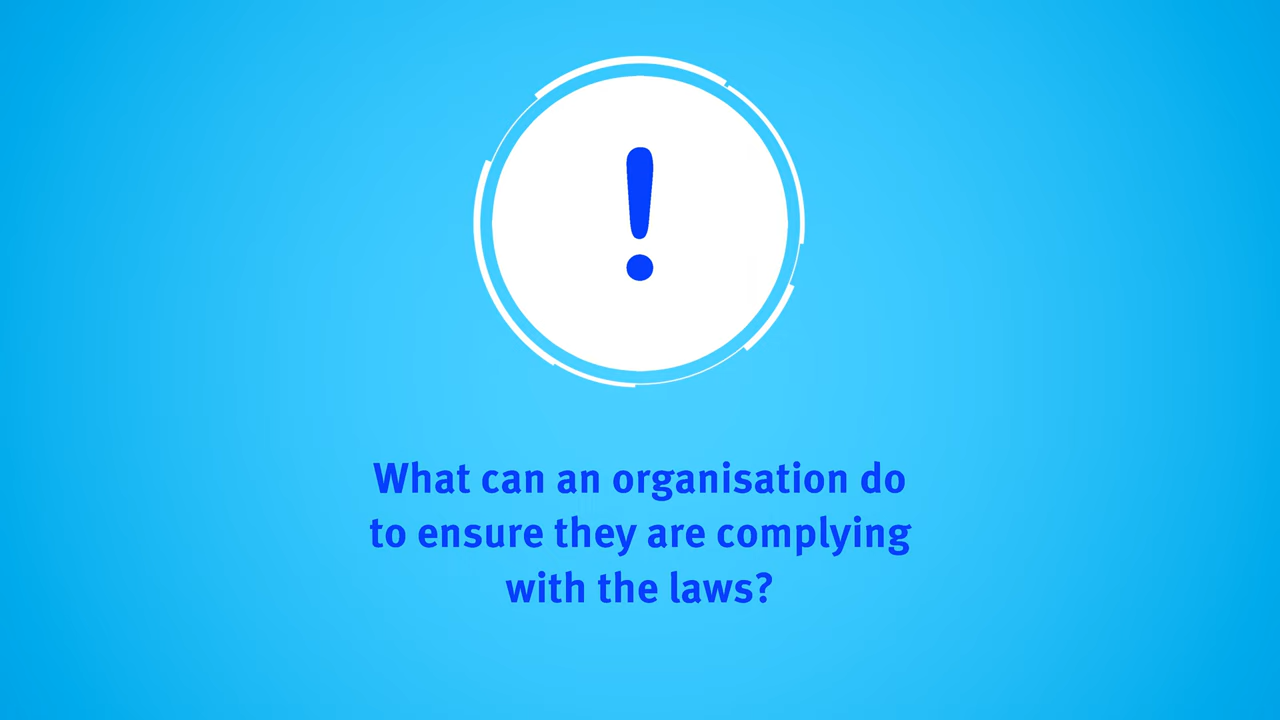 !
What can an organisation do
to ensure they are complying
with the laws?